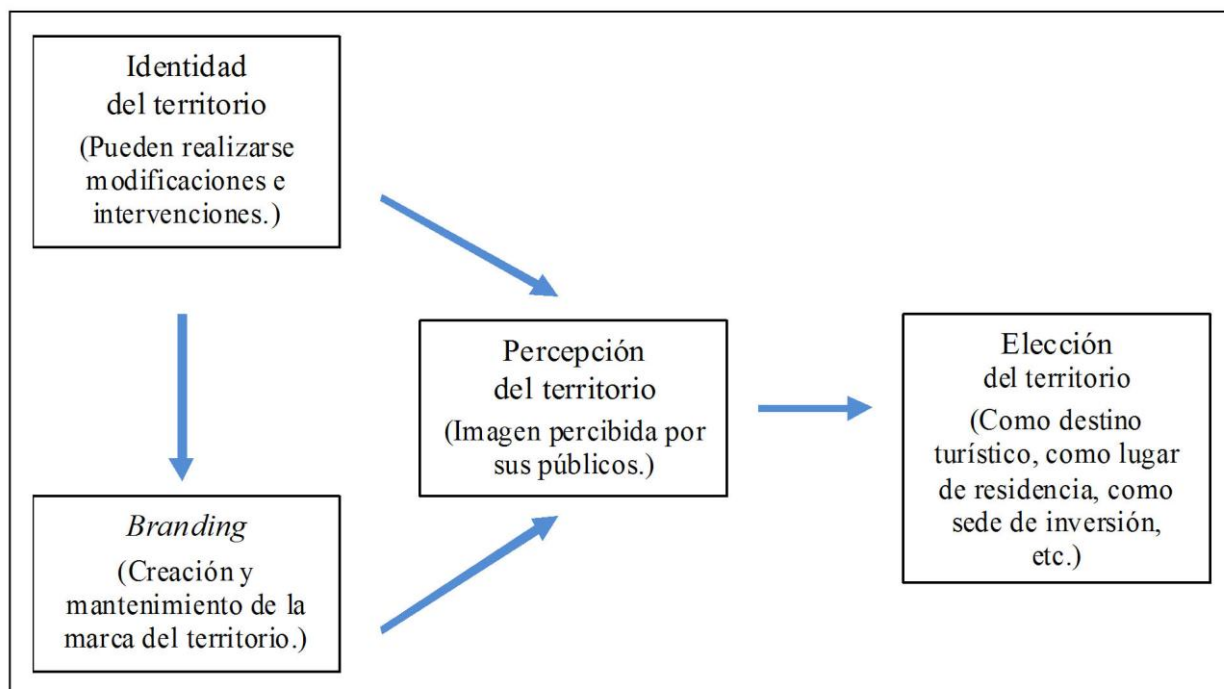 Identidad
del territorio
(Pueden realizarse
modificaciones e
intervenciones.)
Branding
(Creación y
mantenimiento de la
marca del territorio.)
Percepción
del territorio
(Imagen percibida por
sus públicos.)
Elección
del territorio
(Como destino
turístico, como lugar
de residencia, como
sede de inversión,
etc.)